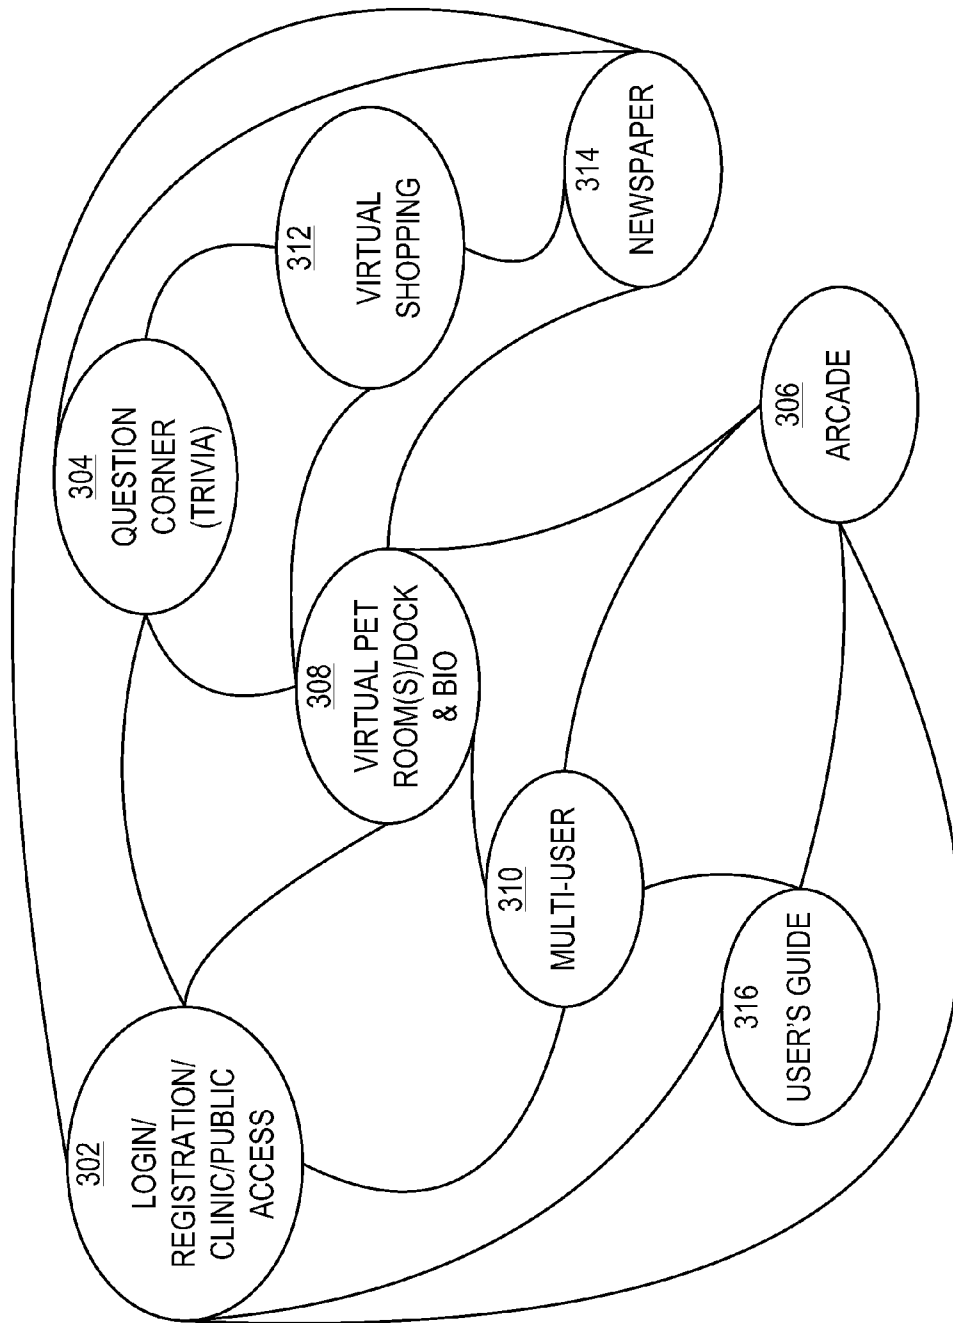 302
LOGIN/
REGISTRATION/
CLINIC/PUBLIC
ACCESS
304
QUESTION
CORNER
(TRIVIA)
308
VIRTUAL PET
ROOM(S)/DOCK
& BIO
312
VIRTUAL
SHOPPING
310
MULTI-USER
314
NEWSPAPER
316
USER'S GUIDE
306
ARCADE